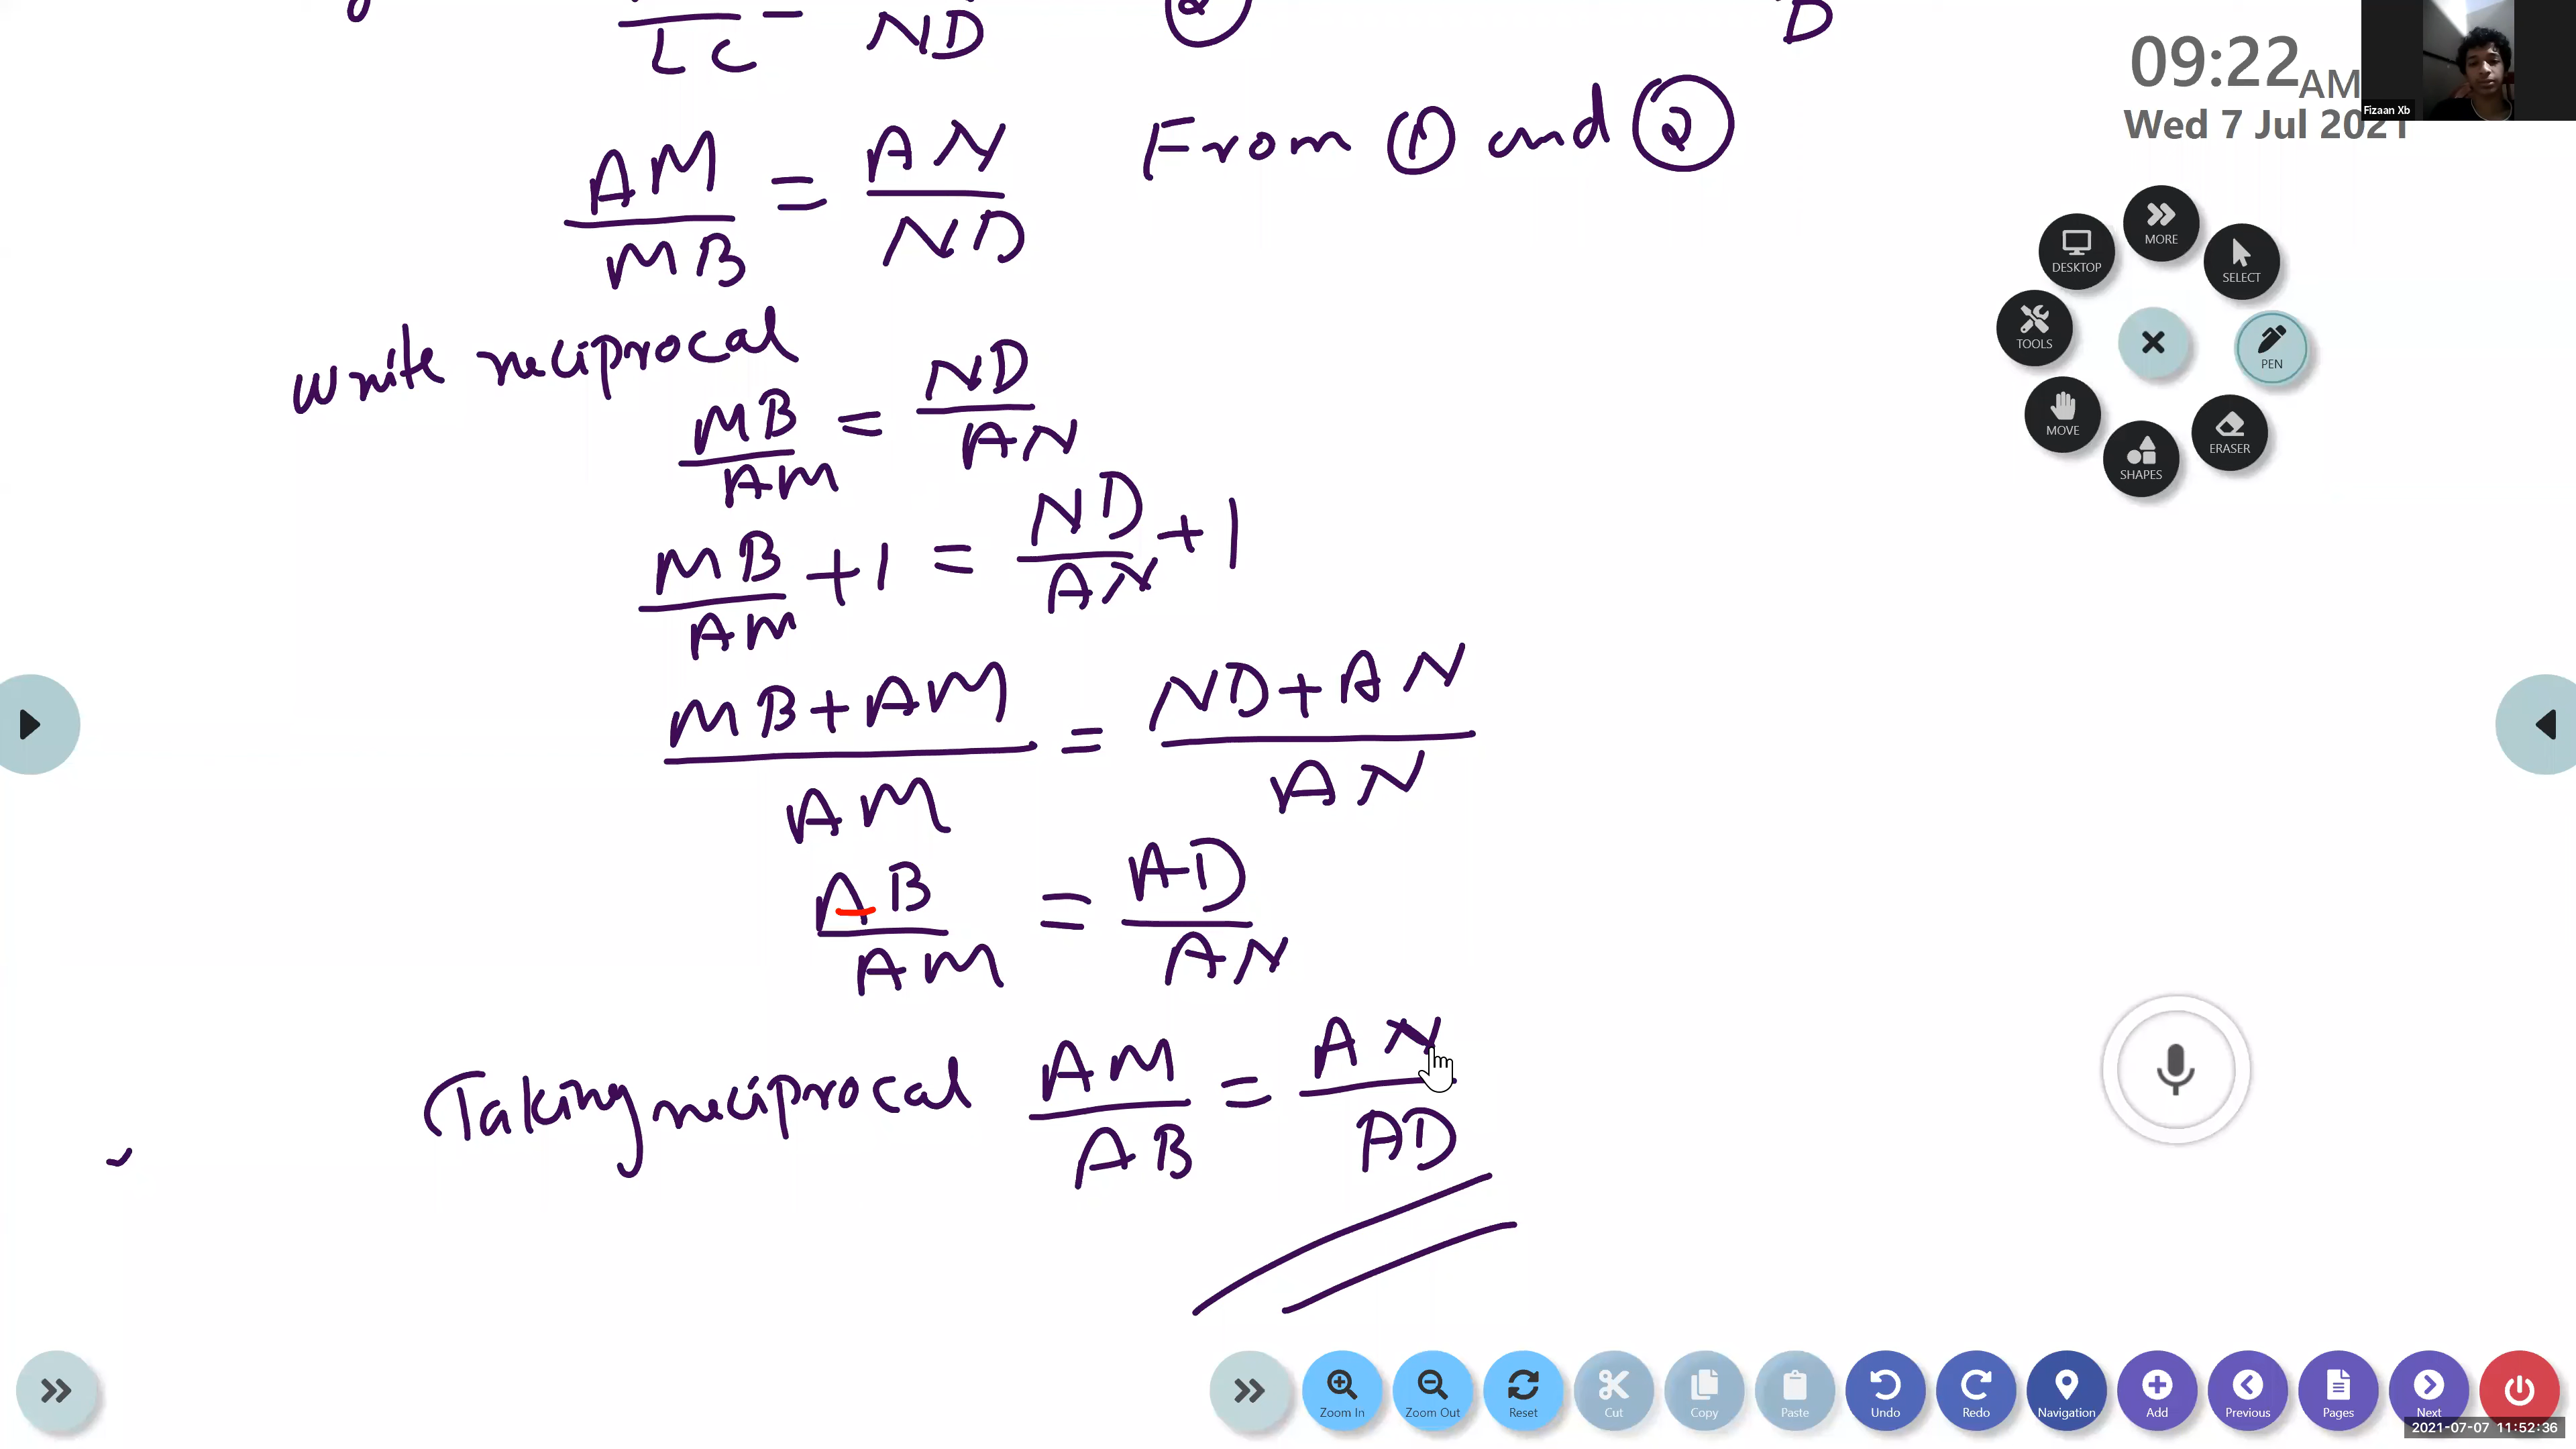 LC = ND 2 D
09:22 AM
Wed 7 Jul 2021
Fizaan Xb
AM/MB = AN/ND From 1 and 2
MORE
DESKTOP
SELECT
TOOLS
PEN
MOVE
ERASER
SHAPES
write reciprocal
MB/AM = ND/AN
MB/AM + 1 = ND/AN + 1
MB+AM/AM = ND+AN/AN
AB/AM = AD/AN
Taking reciprocal AM/AB = AN/AD
Zoom In Zoom Out Reset Cut Copy Paste Undo Redo Navigation Add Previous Pages Next
2021-07-07 11:52:36